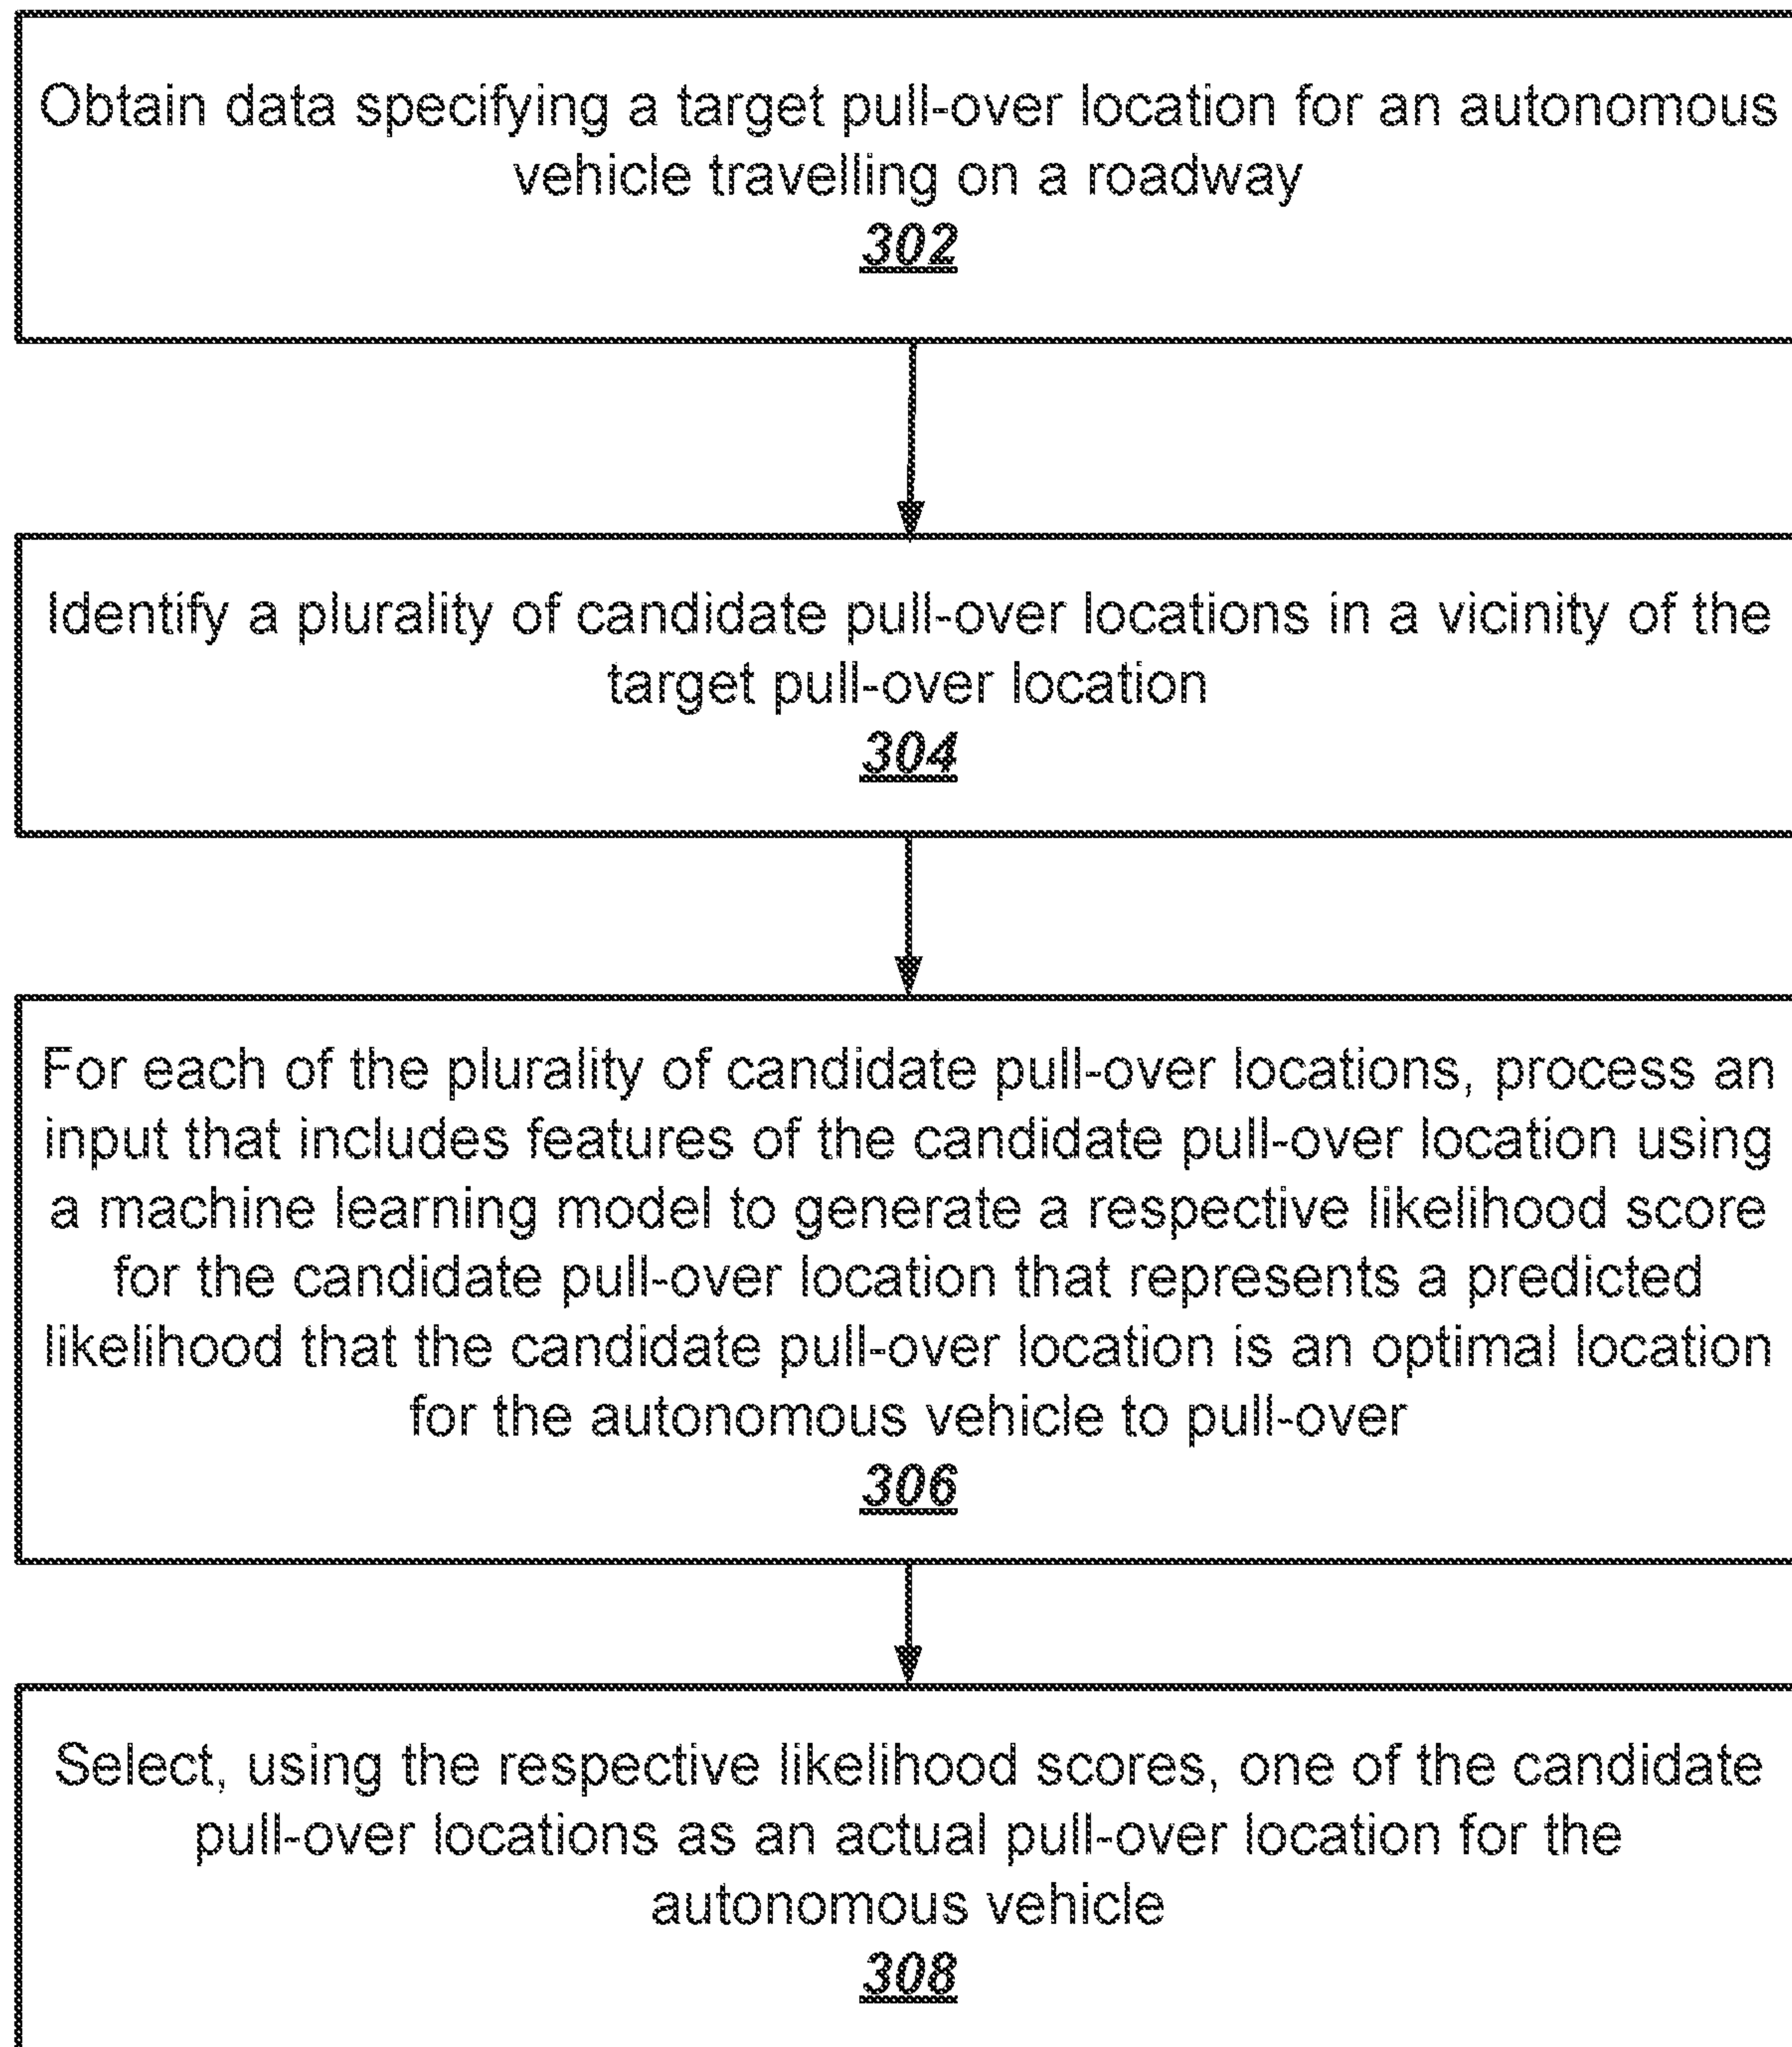 Obtain data specifying a target pull-over location for an autonomous
vehicle travelling on a roadway
302
Identify a plurality of candidate pull-over locations in a vicinity of the
target pull-over location
304
For each of the plurality of candidate pull-over locations, process an
input that includes features of the candidate pull-over location using
a machine learning model to generate a respective likelihood score
for the candidate pull-over location that represents a predicted
likelihood that the candidate pull-over location is an optimal location
for the autonomous vehicle to pull-over
306
Select, using the respective likelihood scores, one of the candidate
pull-over locations as an actual pull-over location for the
autonomous vehicle
308